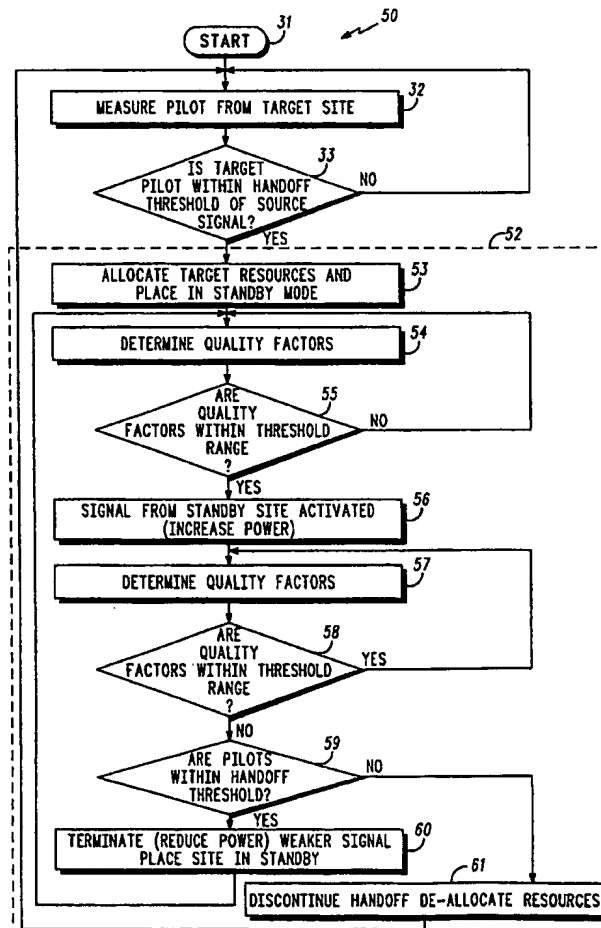 50
START
31
MEASURE PILOT FROM TARGET SITE
32
IS TARGET
PILOT WITHIN HANDOFF
THRESHOLD OF SOURCE
SIGNAL?
33
NO
YES
52
ALLOCATE TARGET RESOURCES AND
PLACE IN STANDBY MODE
53
DETERMINE QUALITY FACTORS
54
ARE
QUALITY
FACTORS WITHIN THRESHOLD
RANGE
?
55
NO
YES
SIGNAL FROM STANDBY SITE ACTIVATED
(INCREASE POWER)
56
DETERMINE QUALITY FACTORS
57
ARE
QUALITY
FACTORS WITHIN THRESHOLD
RANGE
?
58
YES
NO
ARE PILOTS
WITHIN HANDOFF
THRESHOLD?
59
NO
YES
TERMINATE (REDUCE POWER) WEAKER SIGNAL
PLACE SITE IN STANDBY
60
61
DISCONTINUE HANDOFF DE-ALLOCATE RESOURCES